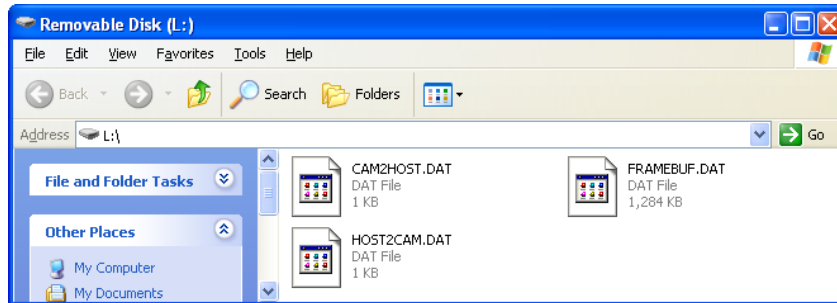 Removable Disk (L:)
File Edit View Favorites Tools Help
Back Search Folders
Address L:\ Go
File and Folder Tasks
Other Places
My Computer
My Documents
CAM2HOST.DAT
DAT File
1 KB
FRAMEBUF.DAT
DAT File
1,284 KB
HOST2CAM.DAT
DAT File
1 KB